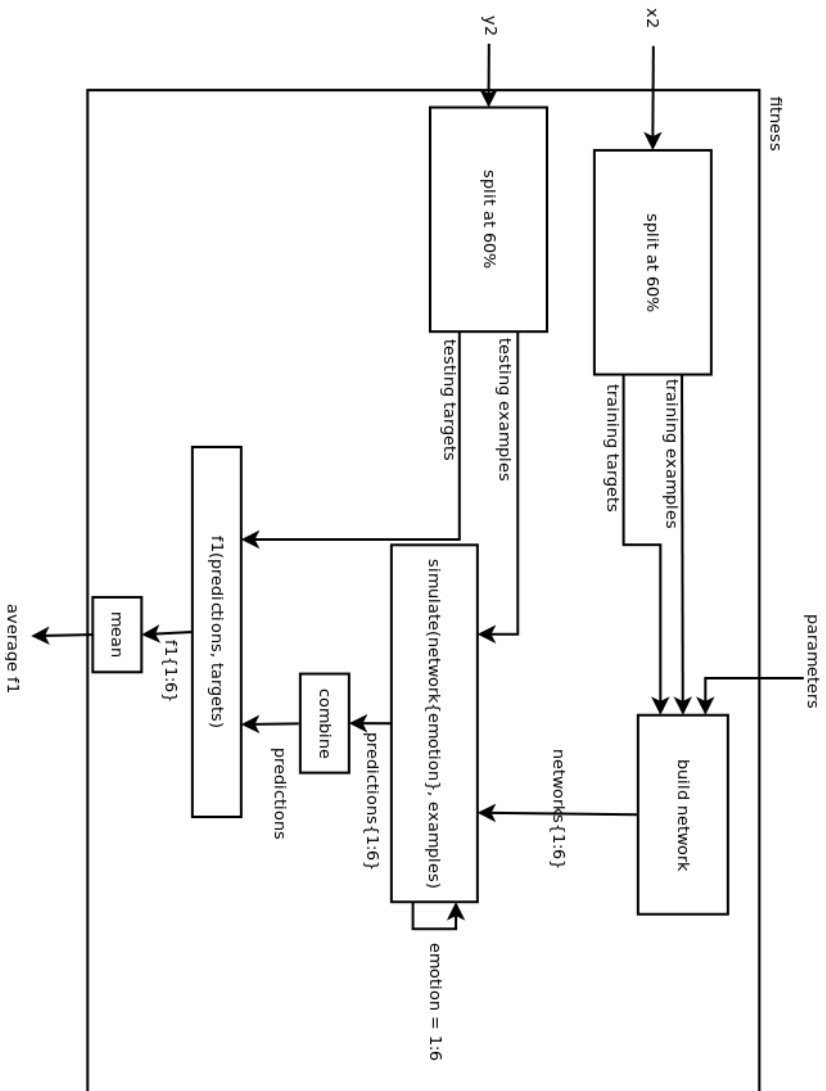 fitness
x2
y2
split at 60%
split at 60%
training examples
training targets
testing examples
testing targets
parameters
build network
networks{1:6}
simulate(network{emotion}, examples)
emotion = 1:6
predictions{1:6}
combine
predictions
f1(predictions, targets)
f1{1:6}
mean
average f1